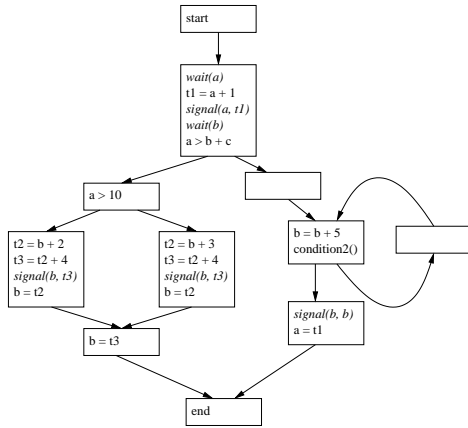 start
wait(a)
t1 = a + 1
signal(a, t1)
wait(b)
a > b + c
a > 10
t2 = b + 2
t3 = t2 + 4
signal(b, t3)
b = t2
t2 = b + 3
t3 = t2 + 4
signal(b, t3)
b = t2
b = b + 5
condition2()
signal(b, b)
a = t1
b = t3
end